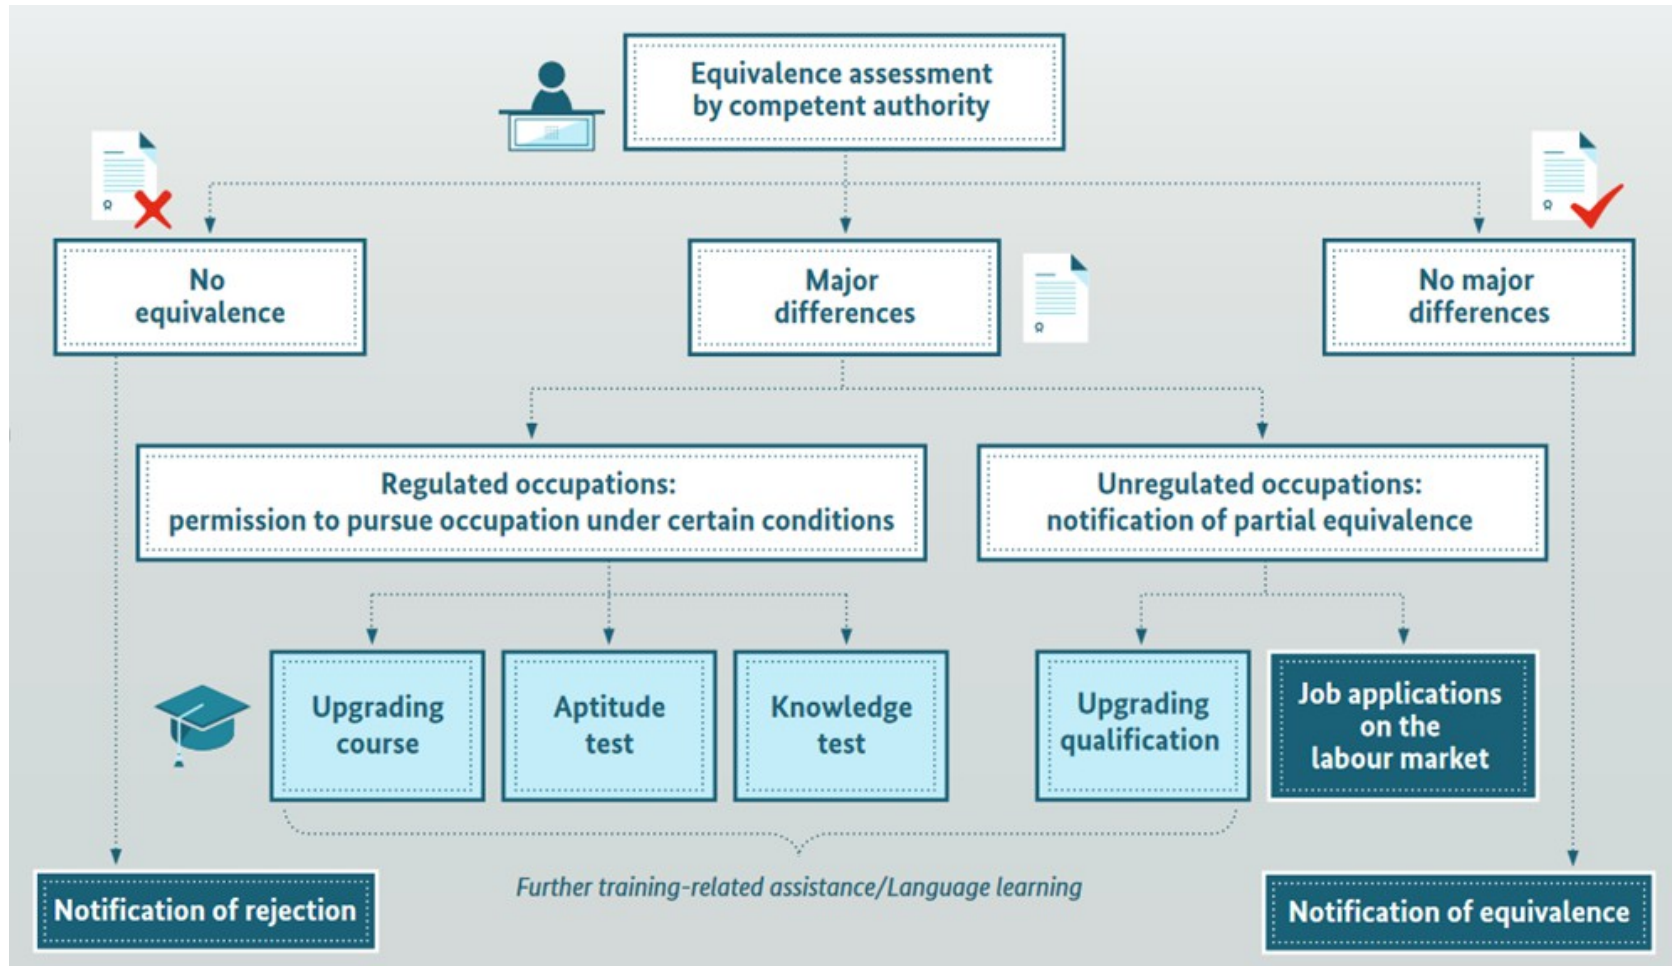 Equivalence assessment
by competent authority
No
equivalence
Major
differences
No major
differences
Regulated occupations:
permission to pursue occupation under certain conditions
Unregulated occupations:
notification of partial equivalence
Upgrading
course
Aptitude
test
Knowledge
test
Upgrading
qualification
Job applications
on the
labour market
Further training-related assistance/Language learning
Notification of rejection
Notification of equivalence